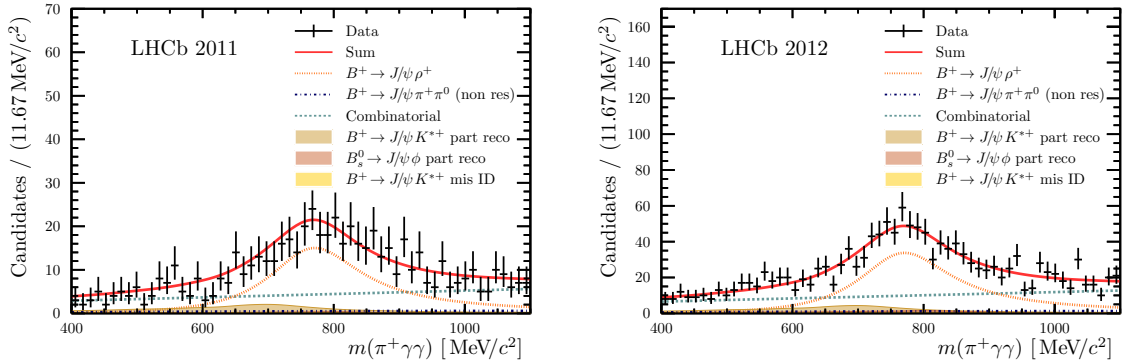 Candidates / (11.67 MeV/c²)
70
60
50
40
30
20
10
0
LHCb 2011
Data
Sum
B⁺ → J/ψ ρ⁺
B⁺ → J/ψ π⁺π⁰ (non res)
Combinatorial
B⁺ → J/ψ K*⁺ part reco
B⁰ₛ → J/ψ ϕ part reco
B⁺ → J/ψ K*⁺ mis ID
400 600 800 1000
m(π⁺γγ) [MeV/c²]
Candidates / (11.67 MeV/c²)
160
140
120
100
80
60
40
20
0
LHCb 2012
Data
Sum
B⁺ → J/ψ ρ⁺
B⁺ → J/ψ π⁺π⁰ (non res)
Combinatorial
B⁺ → J/ψ K*⁺ part reco
B⁰ₛ → J/ψ ϕ part reco
B⁺ → J/ψ K*⁺ mis ID
400 600 800 1000
m(π⁺γγ) [MeV/c²]